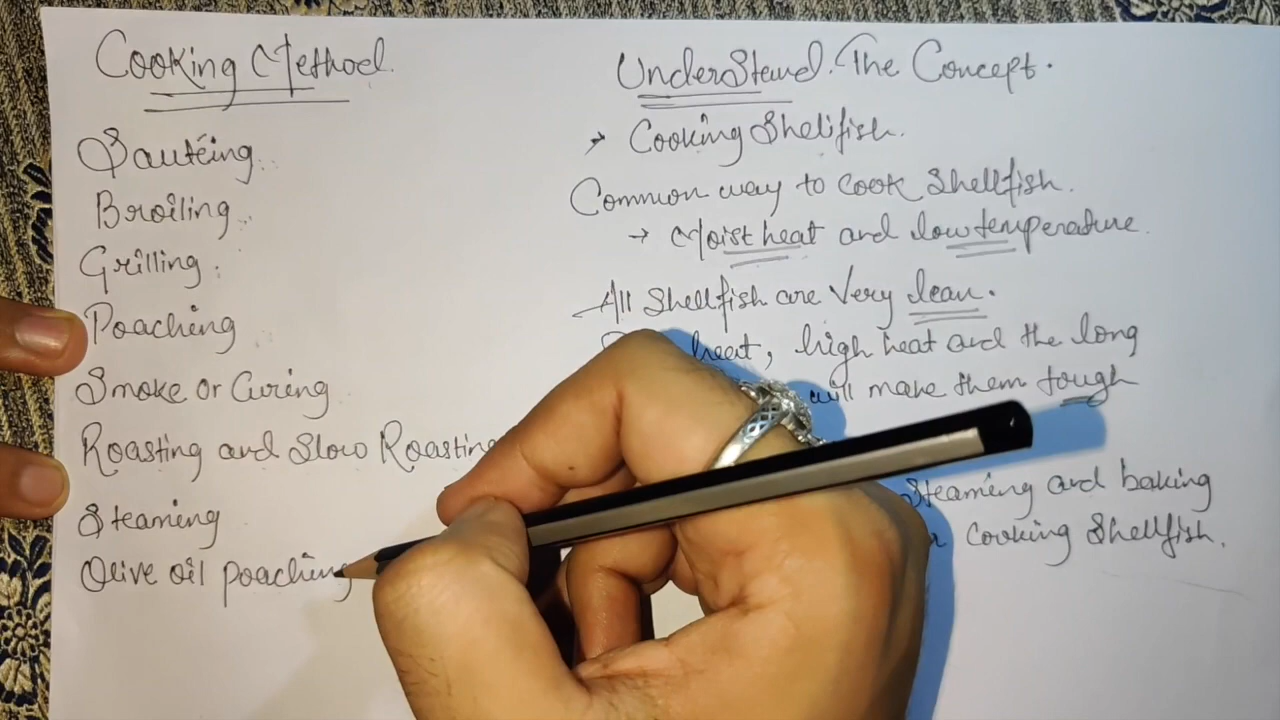 Cooking Method.
Sautéing
Broiling
Grilling
Poaching
Smoke or Curing
Roasting and Slow Roasting
Steaming
Olive oil poaching
Understand The Concept.
→ Cooking Shellfish.
Common way to Cook Shellfish.
→ Moist heat and low temperature.
All Shellfish are Very lean.
heat, high heat and the long
will make them tough
Steaming and baking
Cooking Shellfish.